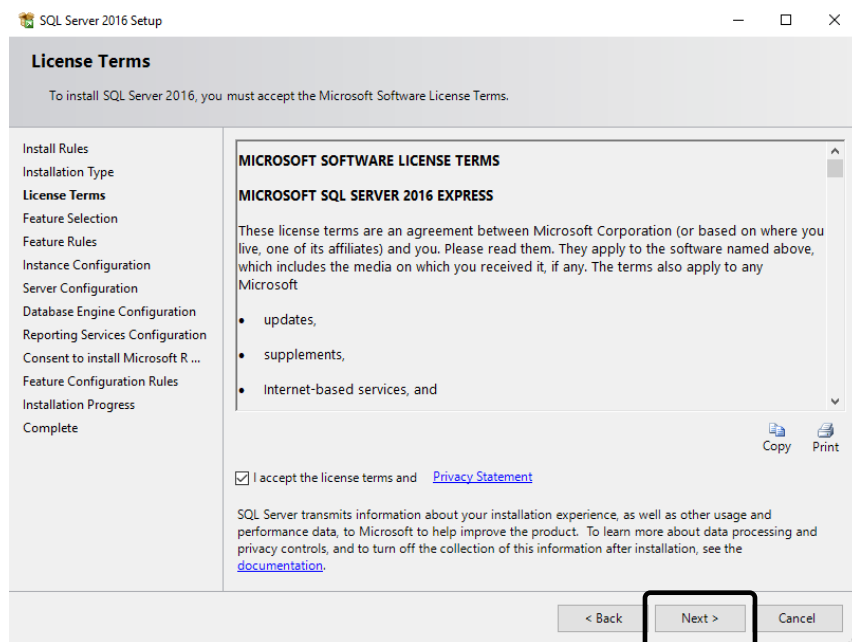 SQL Server 2016 Setup
License Terms
To install SQL Server 2016, you must accept the Microsoft Software License Terms.
Install Rules
Installation Type
License Terms
Feature Selection
Feature Rules
Instance Configuration
Server Configuration
Database Engine Configuration
Reporting Services Configuration
Consent to install Microsoft R ...
Feature Configuration Rules
Installation Progress
Complete
MICROSOFT SOFTWARE LICENSE TERMS
MICROSOFT SQL SERVER 2016 EXPRESS
These license terms are an agreement between Microsoft Corporation (or based on where you
live, one of its affiliates) and you. Please read them. They apply to the software named above,
which includes the media on which you received it, if any. The terms also apply to any
Microsoft
• updates,
• supplements,
• Internet-based services, and
Copy Print
I accept the license terms and Privacy Statement
SQL Server transmits information about your installation experience, as well as other usage and
performance data, to Microsoft to help improve the product. To learn more about data processing and
privacy controls, and to turn off the collection of this information after installation, see the
documentation.
< Back Next > Cancel